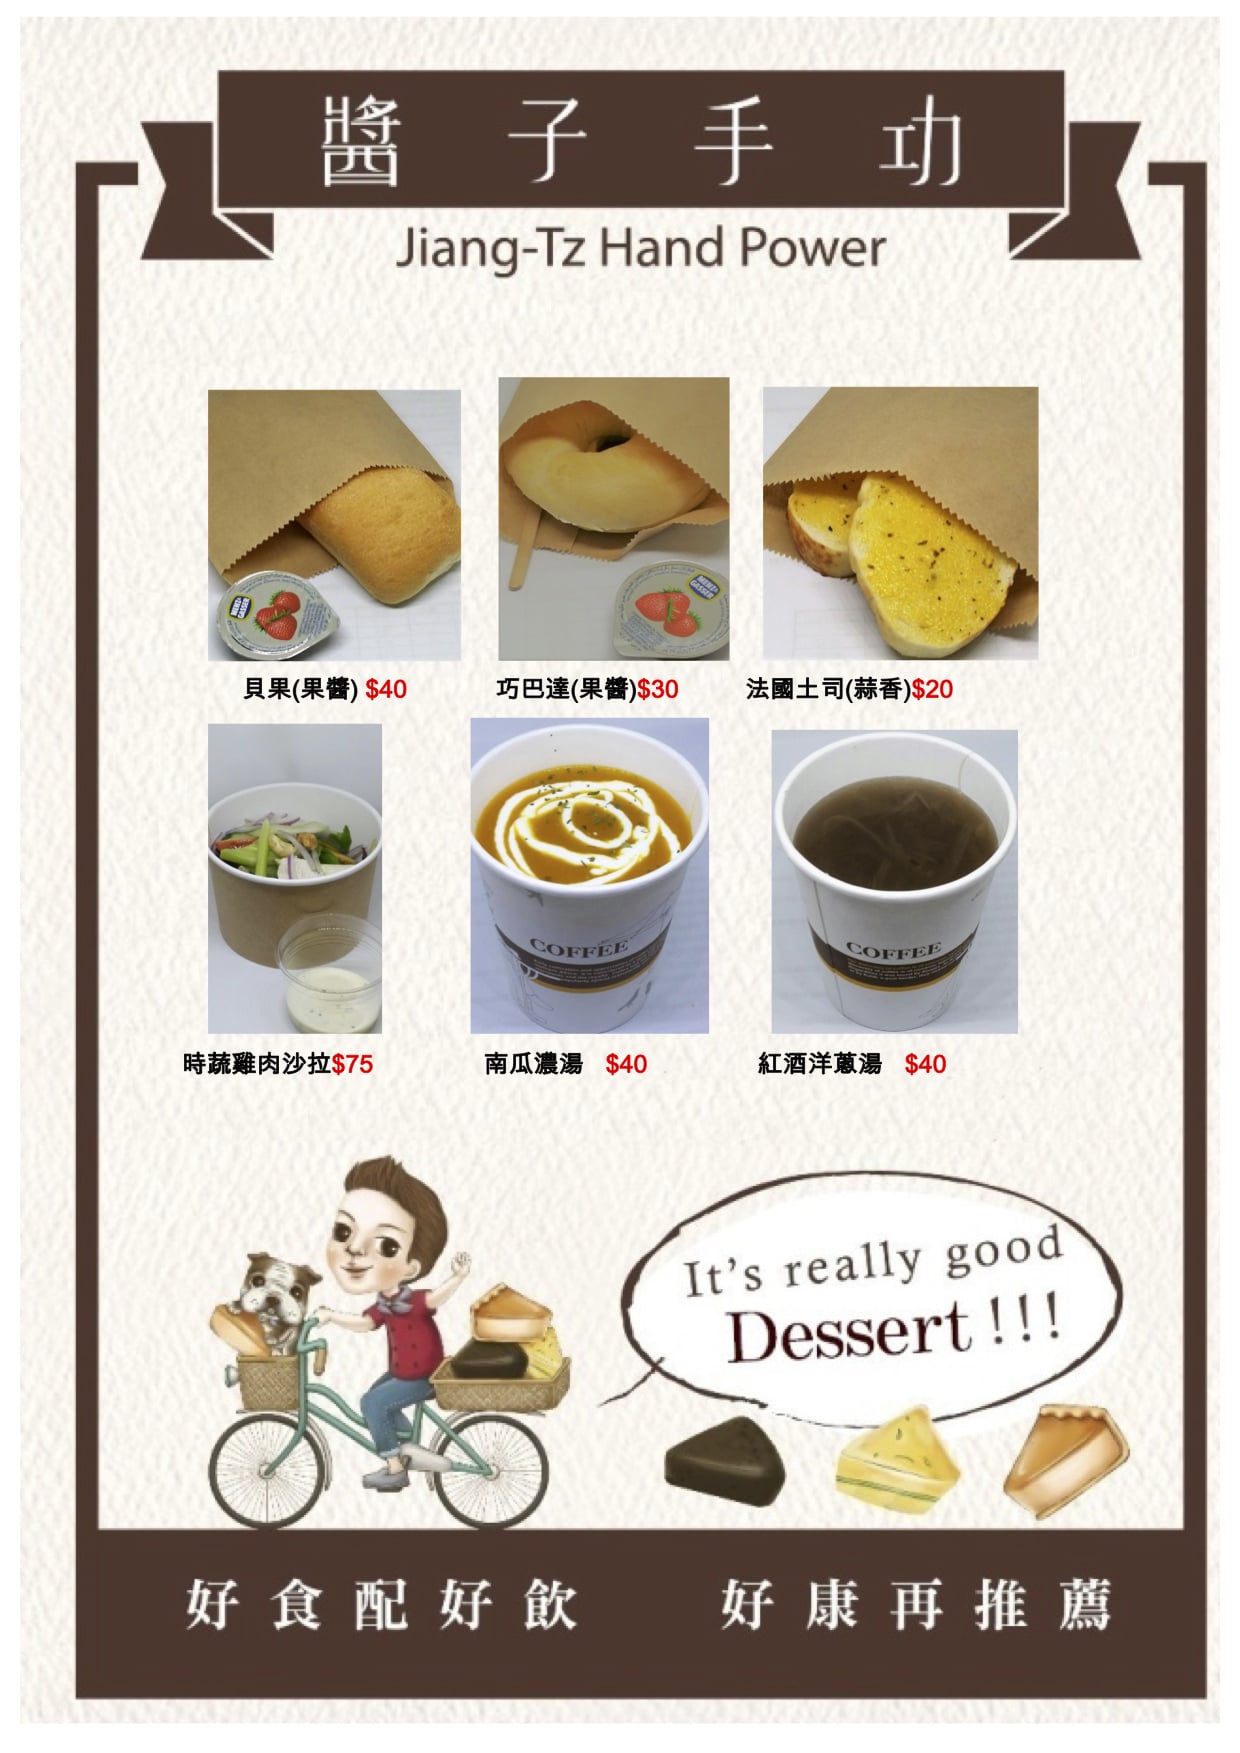 醬子手功
Jiang-Tz Hand Power
貝果(果醬) $40
巧巴達(果醬)$30
法國土司(蒜香)$20
COFFEE
COFFEE
時蔬雞肉沙拉$75
南瓜濃湯 $40
紅酒洋蔥湯 $40
It's really good
Dessert!!!
好食配好飲 好康再推薦